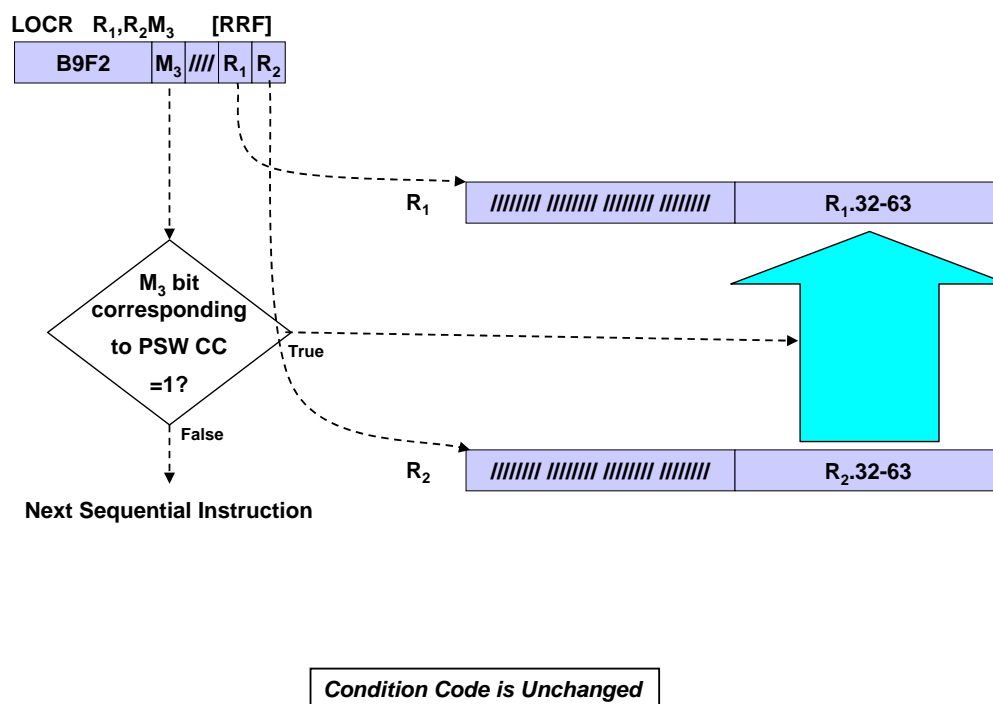 LOCR R1,R2M3 [RRF]
B9F2 M3 //// R1 R2
R1 //////// //////// //////// //////// R1.32-63
M3 bit
corresponding
to PSW CC
=1?
True
False
R2 //////// //////// //////// //////// R2.32-63
Next Sequential Instruction
Condition Code is Unchanged